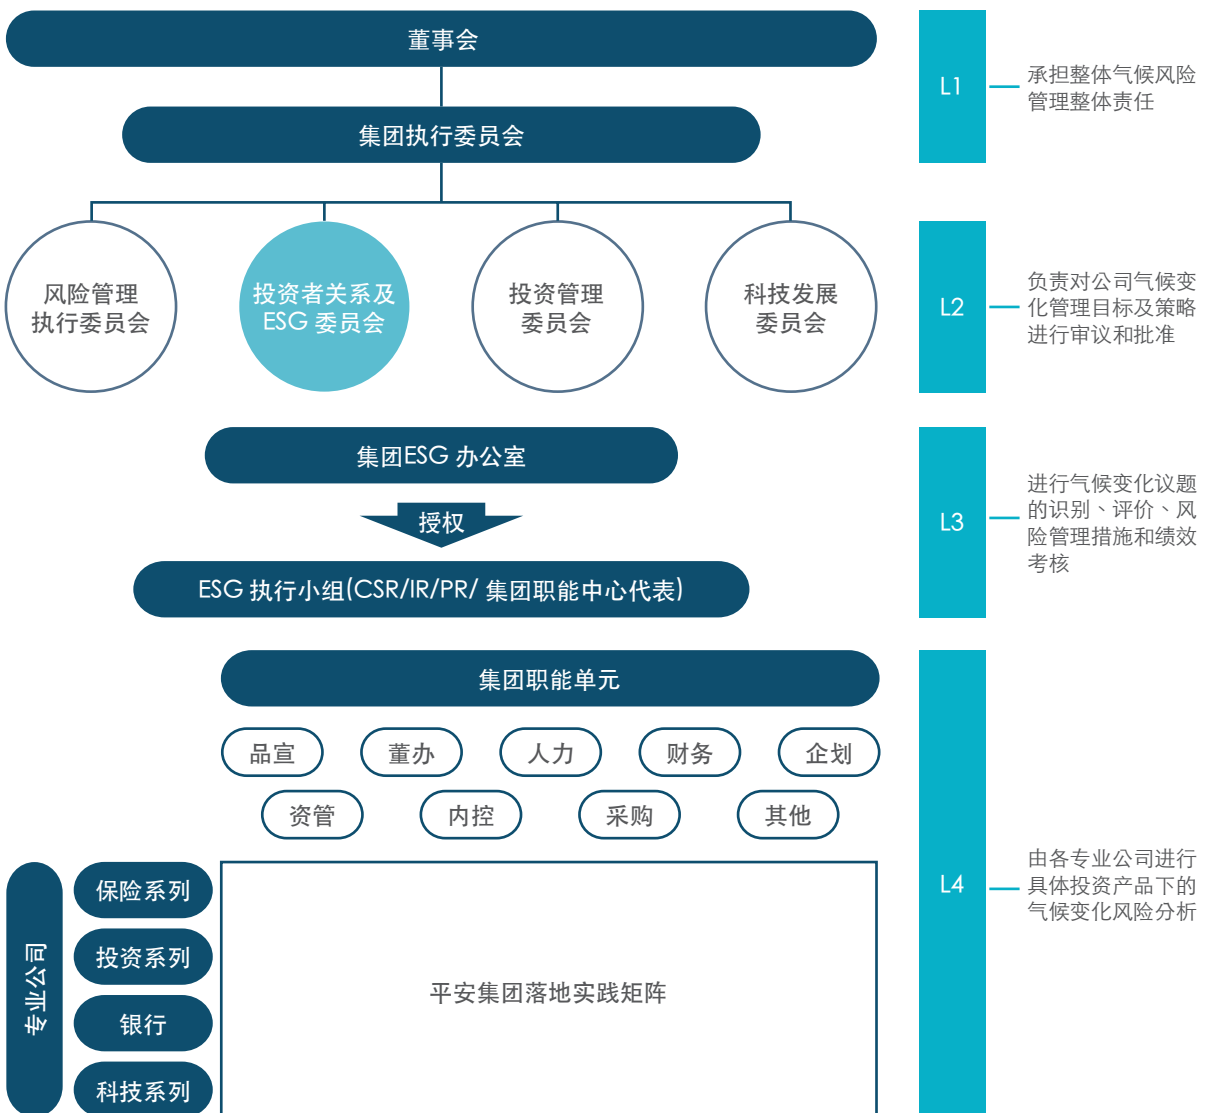 董事会
集团执行委员会
L1
承担整体气候风险
管理整体责任
风险管理
执行委员会
投资者关系及
ESG 委员会
投资管理
委员会
科技发展
委员会
L2
负责对公司气候变
化管理目标及策略
进行审议和批准
集团ESG 办公室
授权
ESG 执行小组(CSR/IR/PR/ 集团职能中心代表)
L3
进行气候变化议题
的识别、评价、风
险管理措施和绩效
考核
集团职能单元
品宣
董办
人力
财务
企划
资管
内控
采购
其他
专业公司
保险系列
投资系列
银行
科技系列
平安集团落地实践矩阵
L4
由各专业公司进行
具体投资产品下的
气候变化风险分析